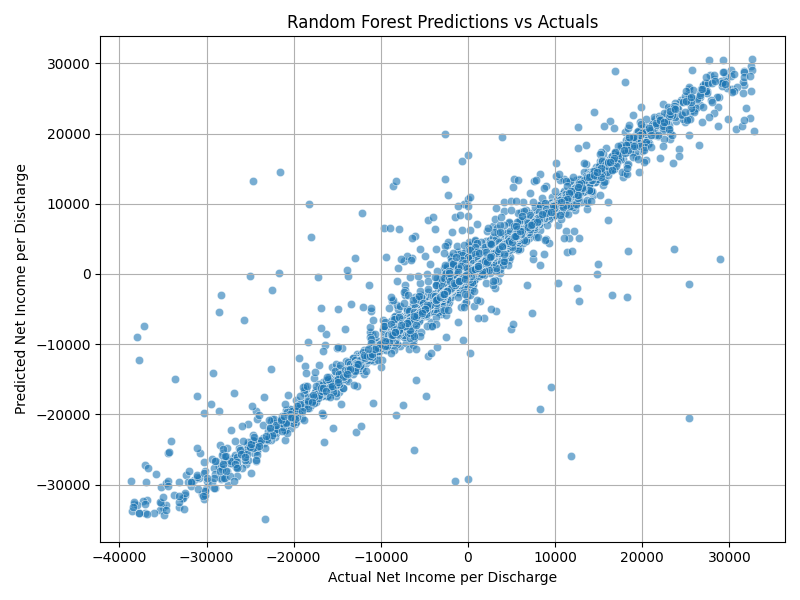 Random Forest Predictions vs Actuals
Predicted Net Income per Discharge
30000
20000
10000
0
−10000
−20000
−30000
−40000 −30000 −20000 −10000 0 10000 20000 30000
Actual Net Income per Discharge